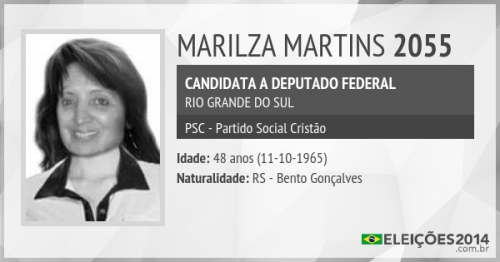 MARILZA MARTINS 2055
CANDIDATA A DEPUTADO FEDERAL
RIO GRANDE DO SUL
PSC - Partido Social Cristão
Idade: 48 anos (11-10-1965)
Naturalidade: RS - Bento Gonçalves
ELEIÇÕES2014
.com.br